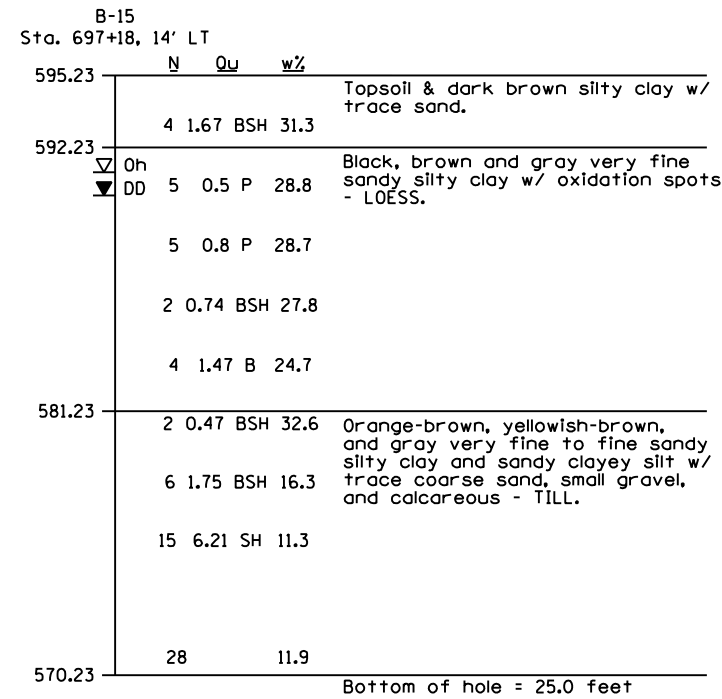 B-15
Sta. 697+18, 14' LT
N Qu w%
595.23
Topsoil & dark brown silty clay w/
trace sand.
4 1.67 BSH 31.3
592.23
Black, brown and gray very fine
sandy silty clay w/ oxidation spots
- LOESS.
0h
DD 5 0.5 P 28.8
5 0.8 P 28.7
2 0.74 BSH 27.8
4 1.47 B 24.7
581.23
2 0.47 BSH 32.6
Orange-brown, yellowish-brown,
and gray very fine to fine sandy
silty clay and sandy clayey silt w/
trace coarse sand, small gravel,
and calcareous - TILL.
6 1.75 BSH 16.3
15 6.21 SH 11.3
28 11.9
570.23
Bottom of hole = 25.0 feet